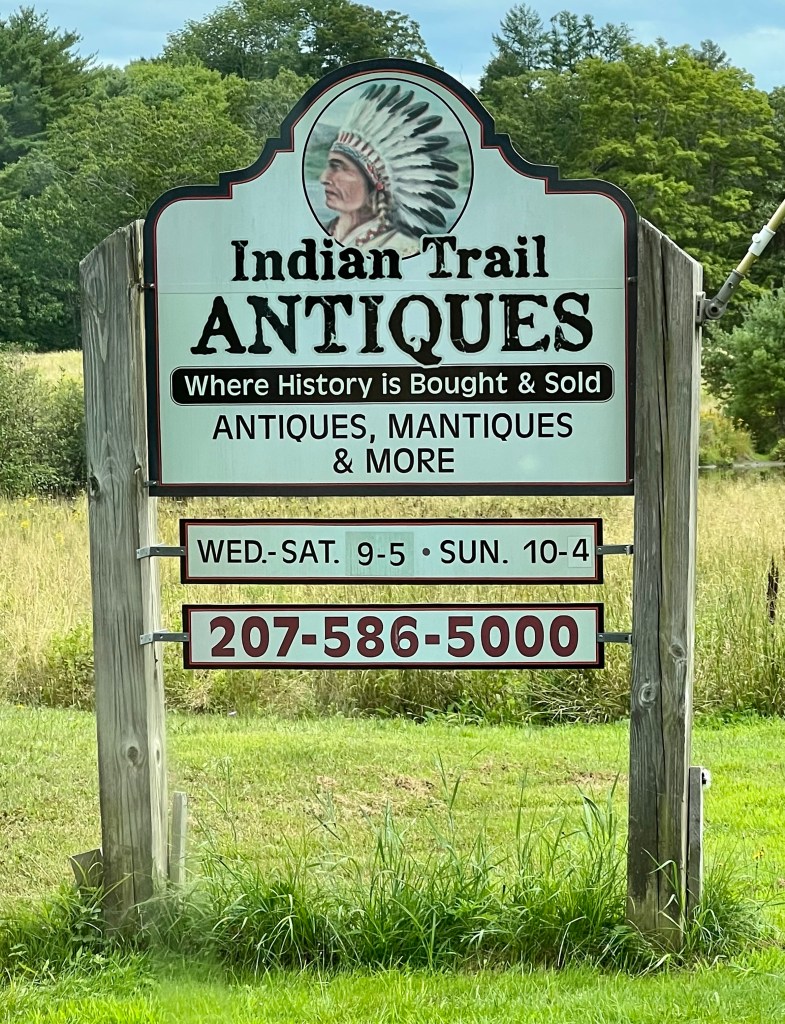 Indian Trail
ANTIQUES
Where History is Bought & Sold
ANTIQUES, MANTIQUES
& MORE
WED.-SAT. 9-5 • SUN. 10-4
207-586-5000